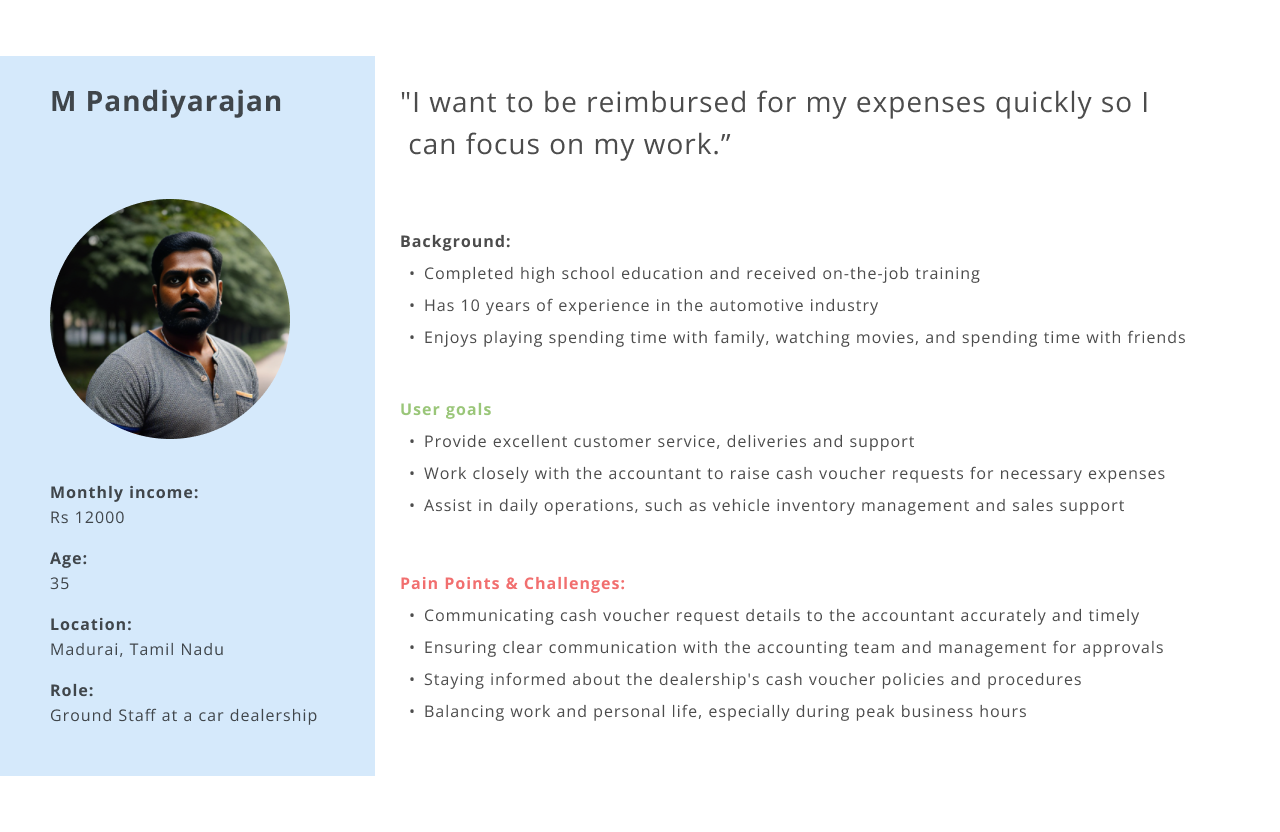 M Pandiyarajan
Monthly income:
Rs 12000
Age:
35
Location:
Madurai, Tamil Nadu
Role:
Ground Staff at a car dealership
"I want to be reimbursed for my expenses quickly so I
can focus on my work.”
Background:
• Completed high school education and received on-the-job training
• Has 10 years of experience in the automotive industry
• Enjoys playing spending time with family, watching movies, and spending time with friends
User goals
• Provide excellent customer service, deliveries and support
• Work closely with the accountant to raise cash voucher requests for necessary expenses
• Assist in daily operations, such as vehicle inventory management and sales support
Pain Points & Challenges:
• Communicating cash voucher request details to the accountant accurately and timely
• Ensuring clear communication with the accounting team and management for approvals
• Staying informed about the dealership's cash voucher policies and procedures
• Balancing work and personal life, especially during peak business hours